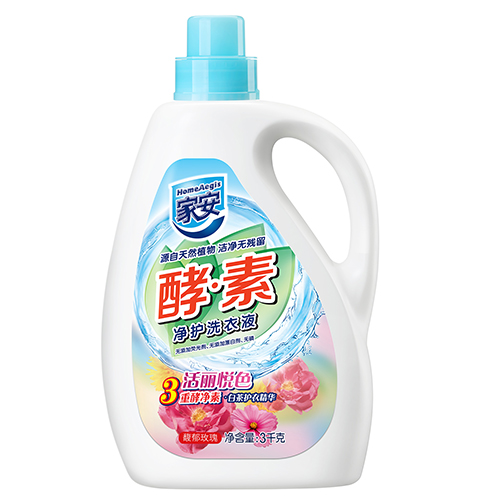 HomeAegis
家安
源自天然植物 洁净无残留
酵·素
净护洗衣液
无添加荧光剂、无添加漂白剂、无磷
活丽悦色
3重酵净素·白茶护衣精华
馥郁玫瑰 净含量:3千克